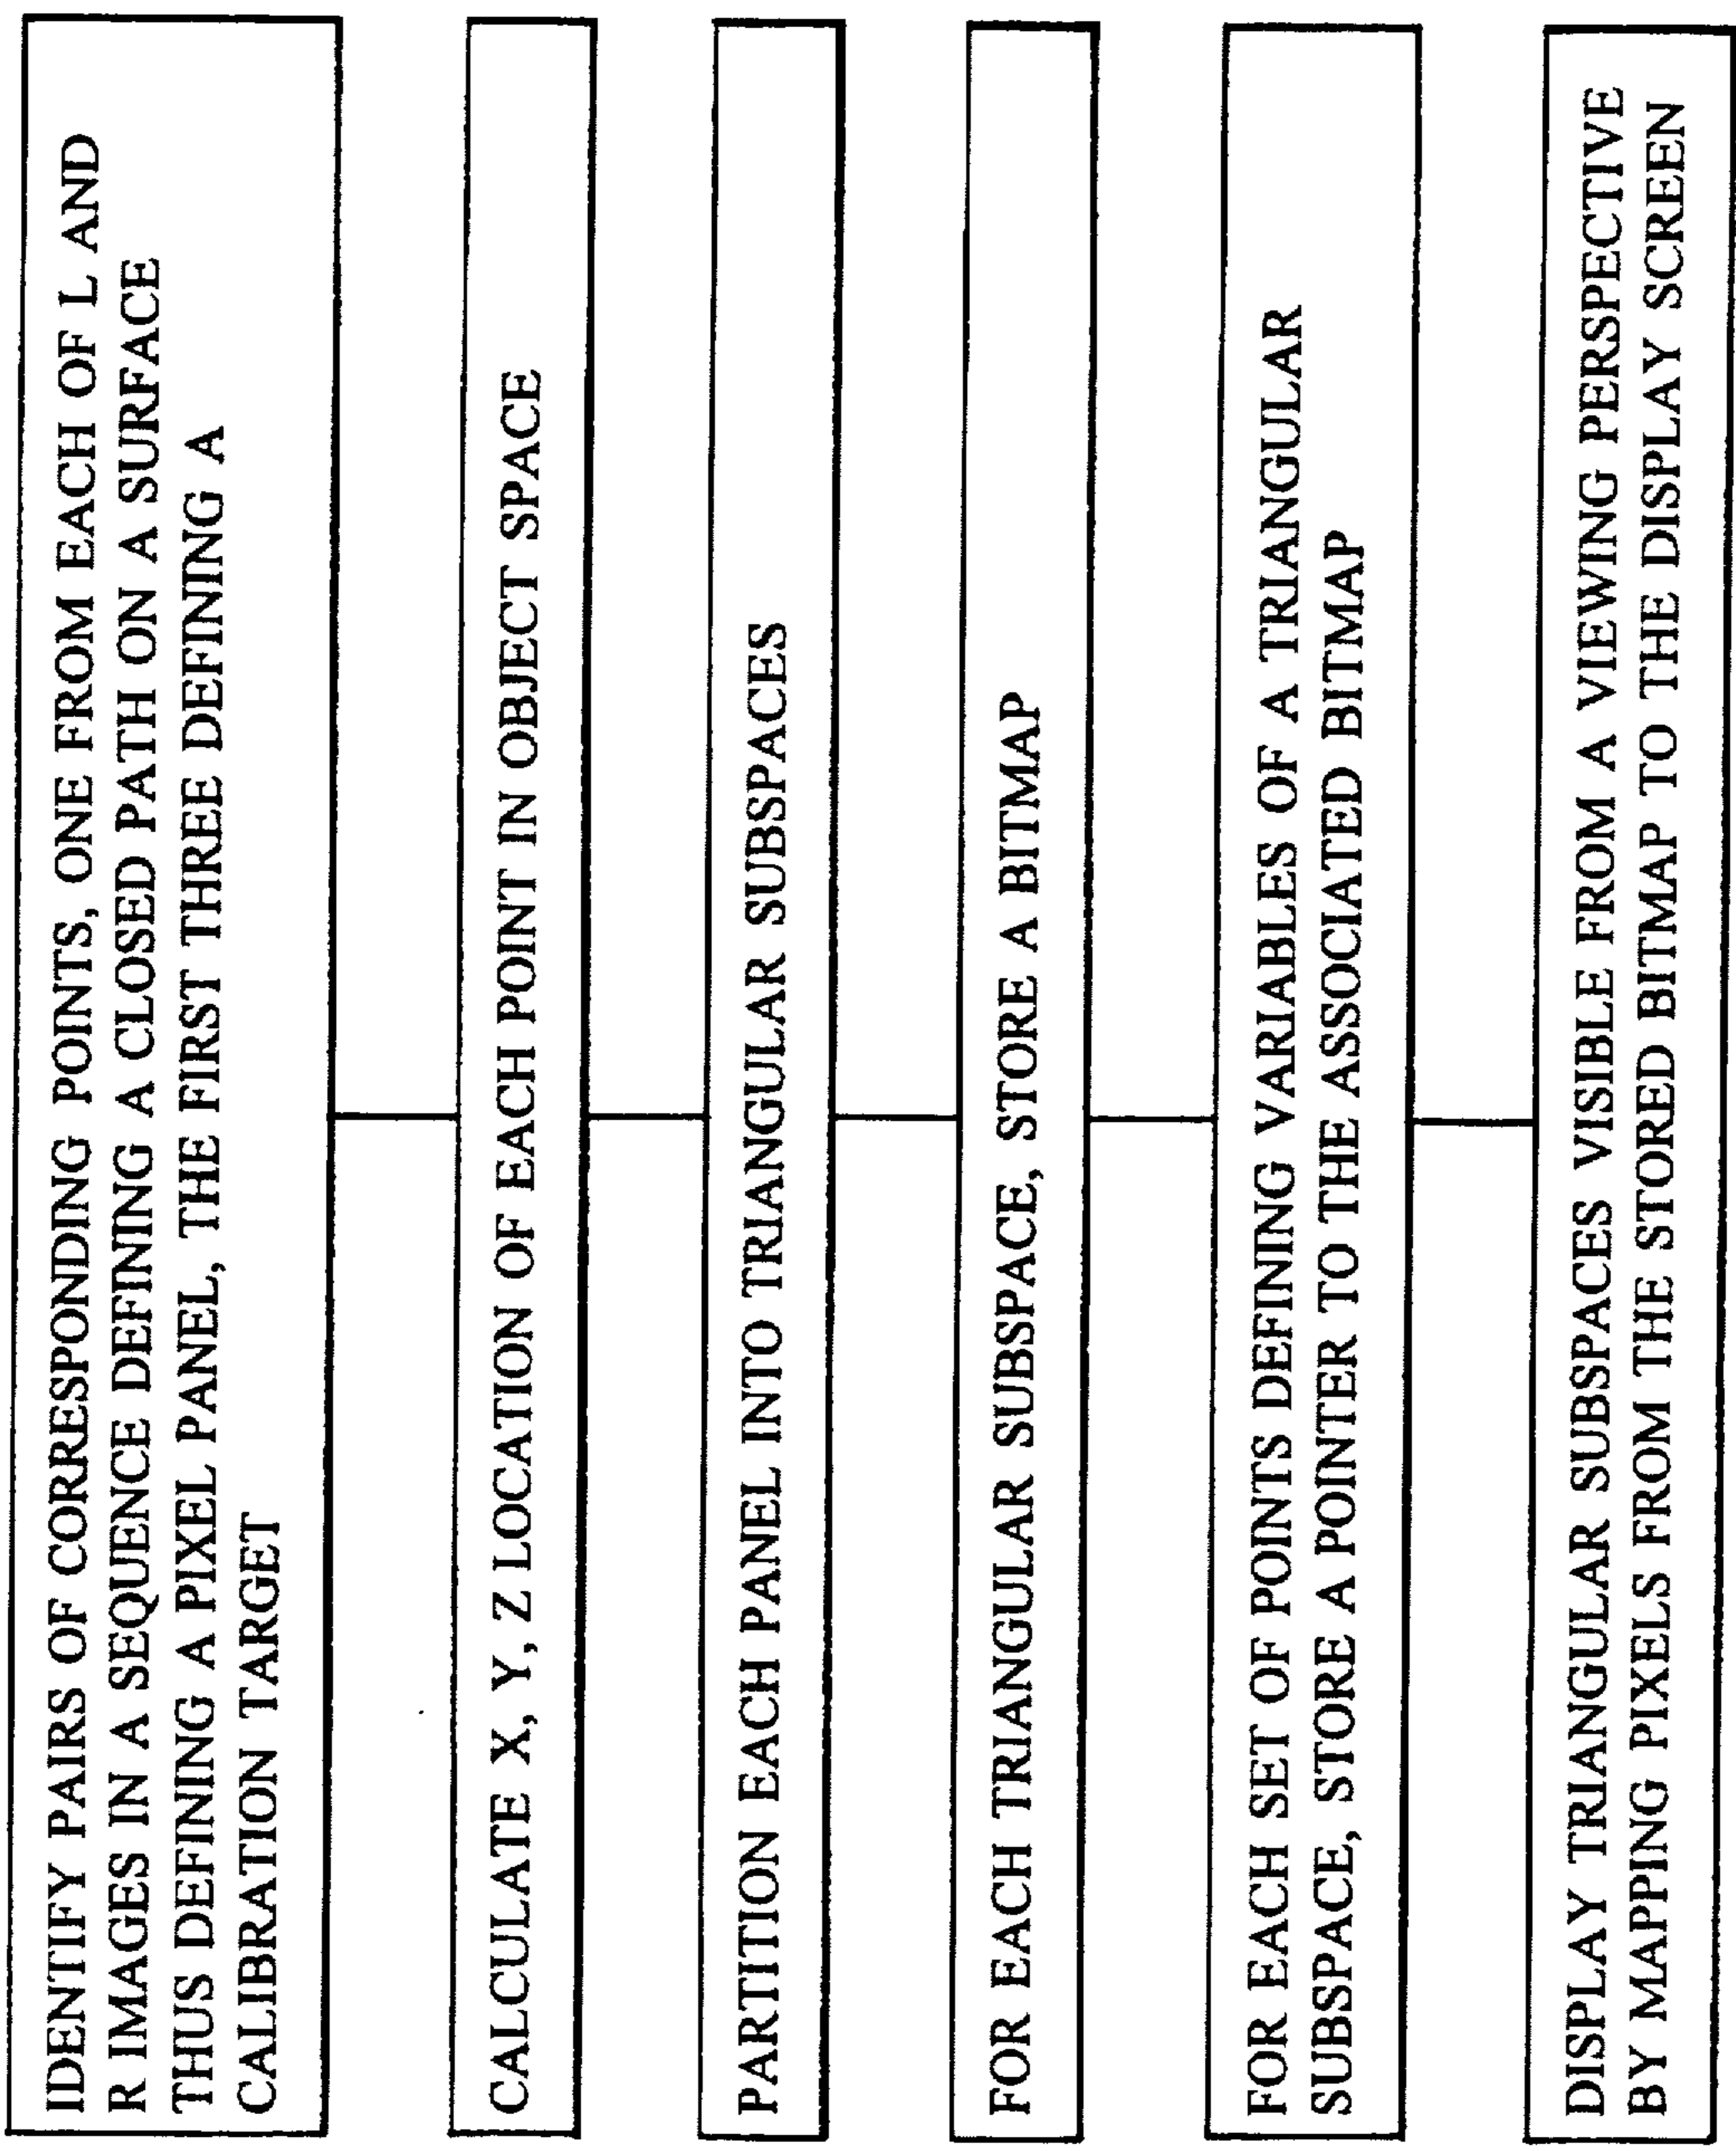 IDENTIFY PAIRS OF CORRESPONDING POINTS, ONE FROM EACH OF L AND
R IMAGES IN A SEQUENCE DEFINING A CLOSED PATH ON A SURFACE
THUS DEFINING A PIXEL PANEL, THE FIRST THREE DEFINING A
CALIBRATION TARGET
CALCULATE X, Y, Z LOCATION OF EACH POINT IN OBJECT SPACE
PARTITION EACH PANEL INTO TRIANGULAR SUBSPACES
FOR EACH TRIANGULAR SUBSPACE, STORE A BITMAP
FOR EACH SET OF POINTS DEFINING VARIABLES OF A TRIANGULAR
SUBSPACE, STORE A POINTER TO THE ASSOCIATED BITMAP
DISPLAY TRIANGULAR SUBSPACES VISIBLE FROM A VIEWING PERSPECTIVE
BY MAPPING PIXELS FROM THE STORED BITMAP TO THE DISPLAY SCREEN